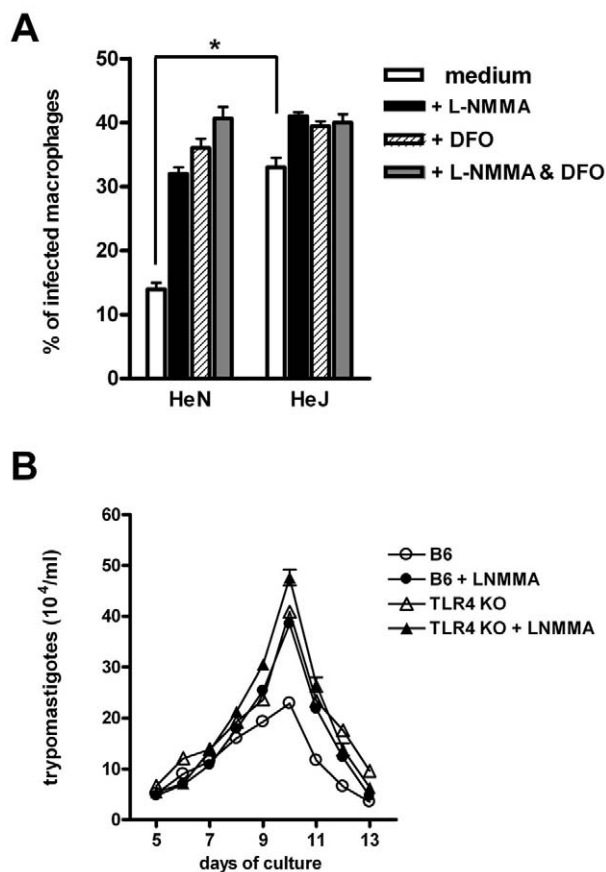 A
*
50
40
30
20
10
0
% of infected macrophages
HeN
HeJ
medium
+ L-NMMA
+ DFO
+ L-NMMA & DFO
B
60
50
40
30
20
10
0
trypomastigotes (10⁴/ml)
5 7 9 11 13
days of culture
B6
B6 + LNMMA
TLR4 KO
TLR4 KO + LNMMA